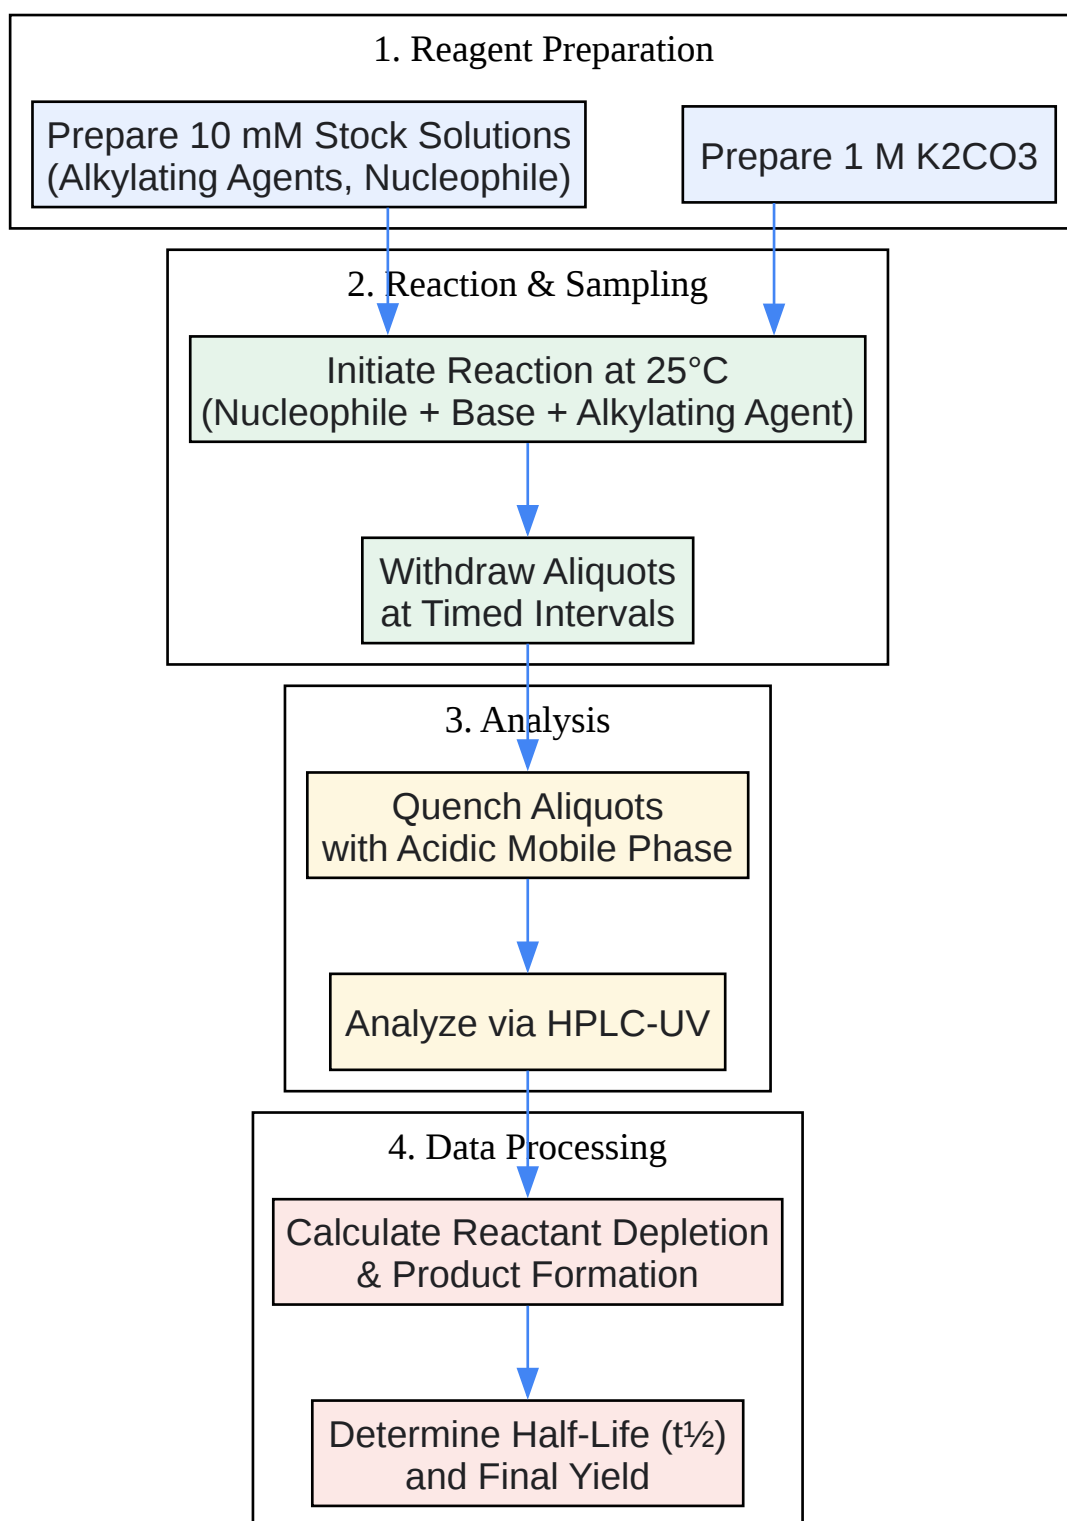 1. Reagent Preparation
Prepare 10 mM Stock Solutions
(Alkylating Agents, Nucleophile)
Prepare 1 M K2CO3
2. Reaction & Sampling
Initiate Reaction at 25°C
(Nucleophile + Base + Alkylating Agent)
Withdraw Aliquots
at Timed Intervals
3. Analysis
Quench Aliquots
with Acidic Mobile Phase
Analyze via HPLC-UV
4. Data Processing
Calculate Reactant Depletion
& Product Formation
Determine Half-Life (t½)
and Final Yield